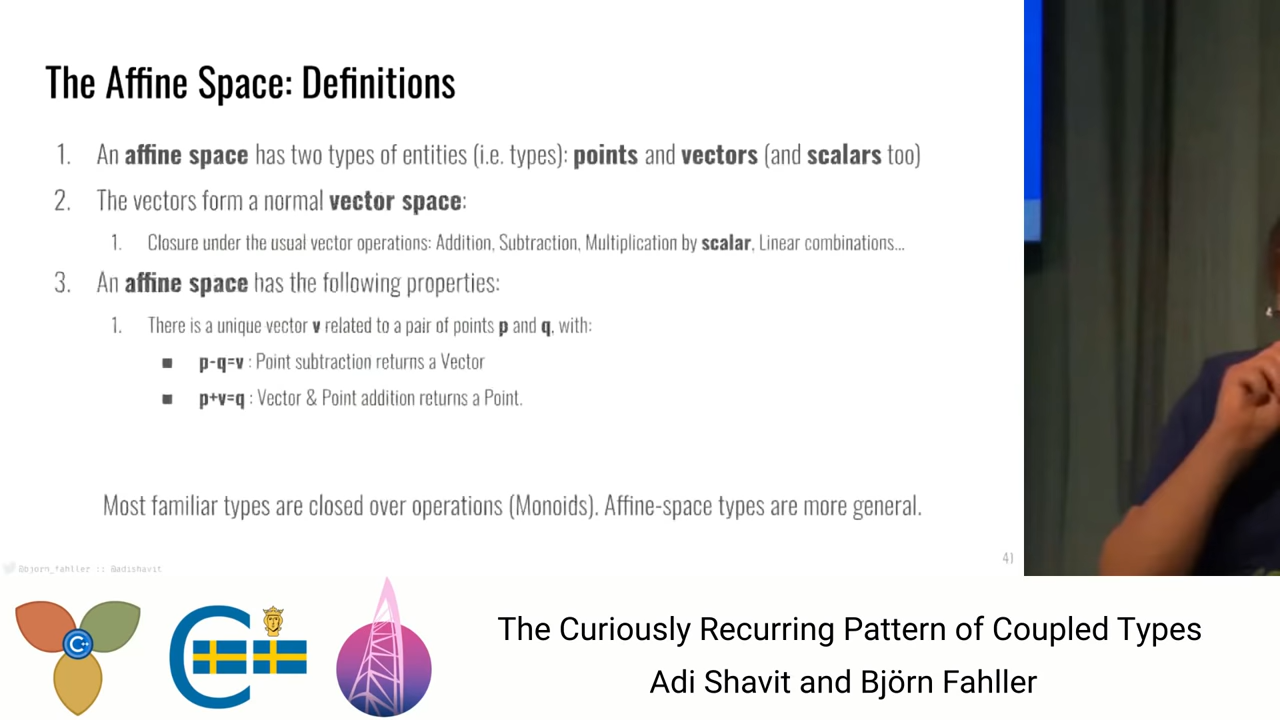 The Affine Space: Definitions
1. An affine space has two types of entities (i.e. types): points and vectors (and scalars too)
2. The vectors form a normal vector space:
1. Closure under the usual vector operations: Addition, Subtraction, Multiplication by scalar, Linear combinations...
3. An affine space has the following properties:
1. There is a unique vector v related to a pair of points p and q, with:
■ p-q=v : Point subtraction returns a Vector
■ p+v=q : Vector & Point addition returns a Point.
Most familiar types are closed over operations (Monoids). Affine-space types are more general.
41
@bjorn_fahller :: @adishavit
C++
The Curiously Recurring Pattern of Coupled Types
Adi Shavit and Björn Fahller